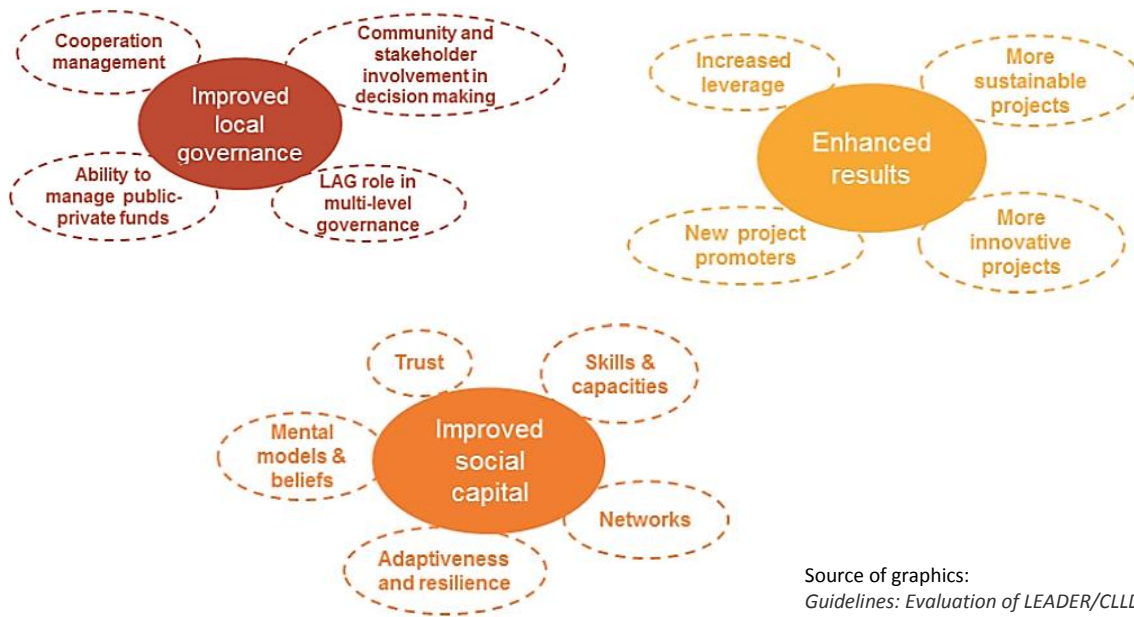 Cooperation
management
Community and
stakeholder
involvement in
decision making
Improved
local
governance
Ability to
manage public-
private funds
LAG role in
multi-level
governance
Increased
leverage
More
sustainable
projects
Enhanced
results
New project
promoters
More
innovative
projects
Trust
Skills &
capacities
Mental
models &
beliefs
Improved
social
capital
Networks
Adaptiveness
and resilience
Source of graphics:
Guidelines: Evaluation of LEADER/CLLD